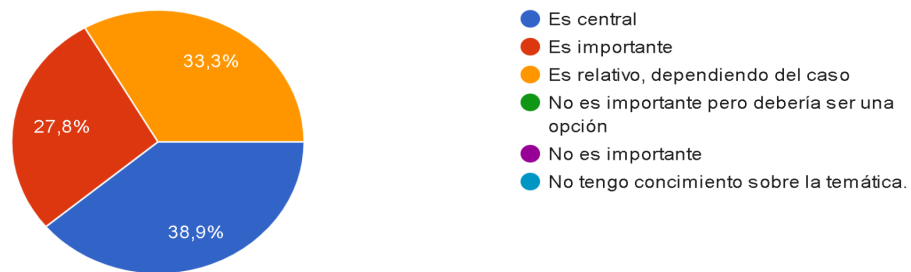 33,3%
27,8%
38,9%
Es central
Es importante
Es relativo, dependiendo del caso
No es importante pero debería ser una
opción
No es importante
No tengo concimiento sobre la temática.